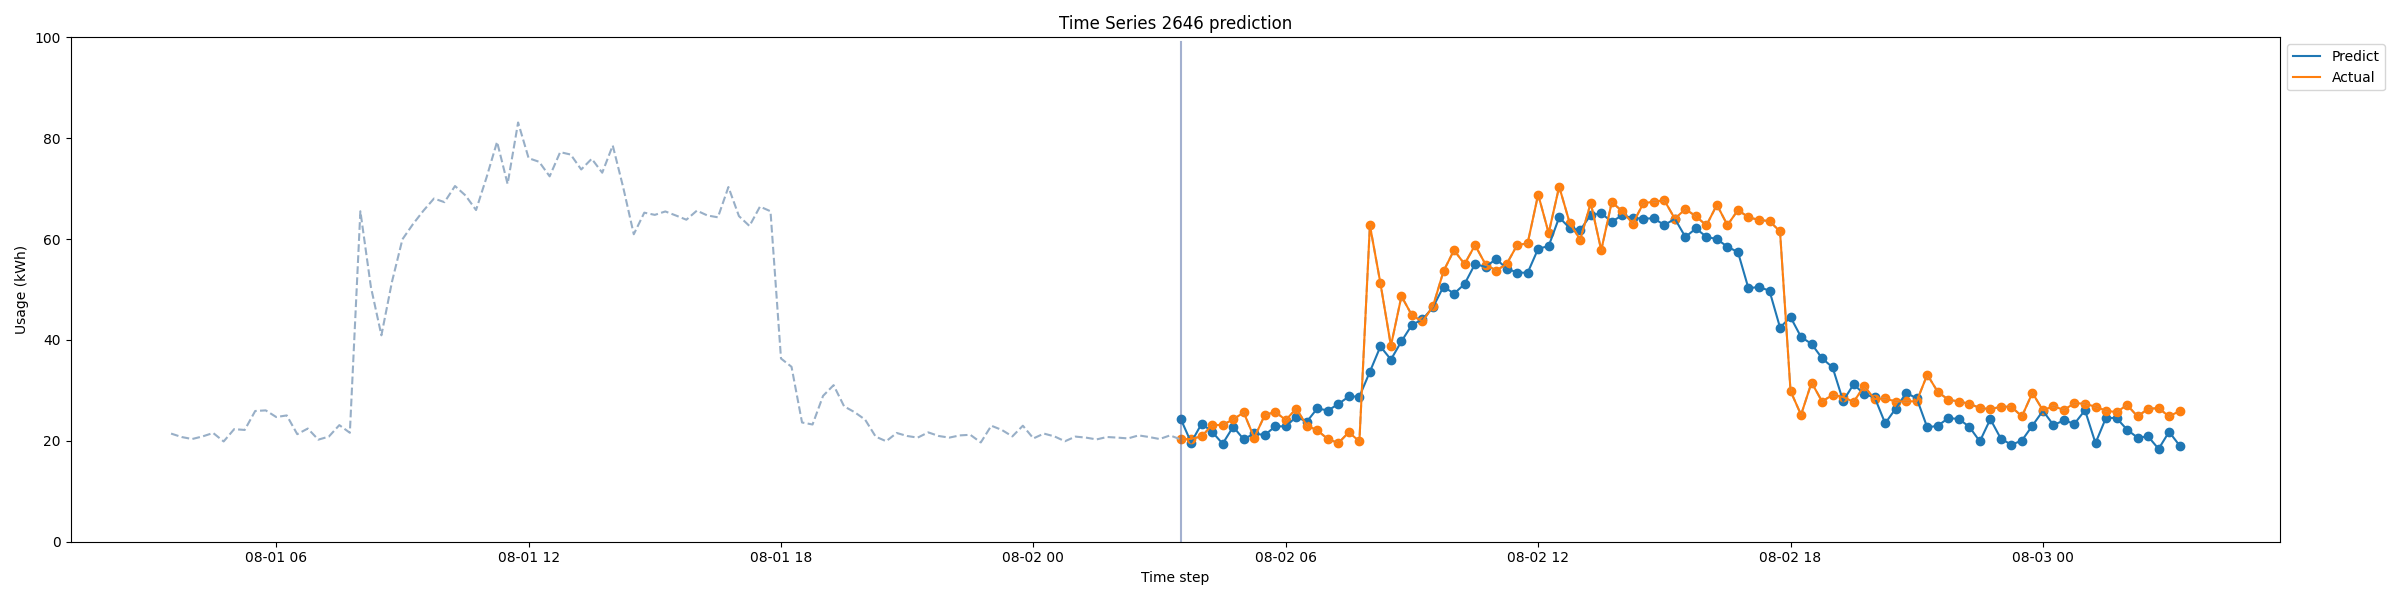 Time Series 2646 prediction
Predict
Actual
100
80
60
40
20
0
Usage (kWh)
08-01 06
08-01 12
08-01 18
08-02 00
08-02 06
08-02 12
08-02 18
08-03 00
Time step